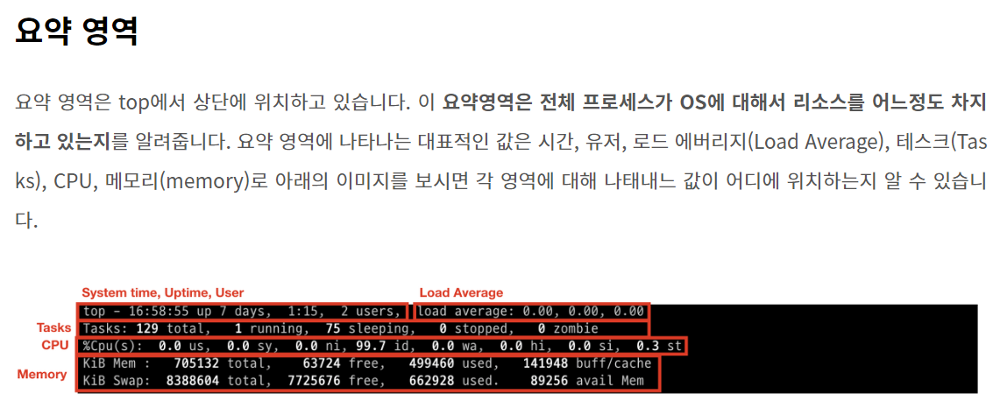 요약 영역
요약 영역은 top에서 상단에 위치하고 있습니다. 이 요약영역은 전체 프로세스가 OS에 대해서 리소스를 어느정도 차지
하고 있는지를 알려줍니다. 요약 영역에 나타나는 대표적인 값은 시간, 유저, 로드 에버리지(Load Average), 테스크(Tas
ks), CPU, 메모리(memory)로 아래의 이미지를 보시면 각 영역에 대해 나태내느 값이 어디에 위치하는지 알 수 있습니
다.
System time, Uptime, User Load Average
top - 16:58:55 up 7 days,  1:15,  2 users, load average: 0.00, 0.00, 0.00
Tasks Tasks: 129 total,   1 running,  75 sleeping,   0 stopped,   0 zombie
CPU %Cpu(s):  0.0 us,  0.0 sy,  0.0 ni, 99.7 id,  0.0 wa,  0.0 hi,  0.0 si,  0.3 st
Memory KiB Mem :   705132 total,    63724 free,   499460 used,   141948 buff/cache
KiB Swap:  8388604 total,  7725676 free,   662928 used.    89256 avail Mem